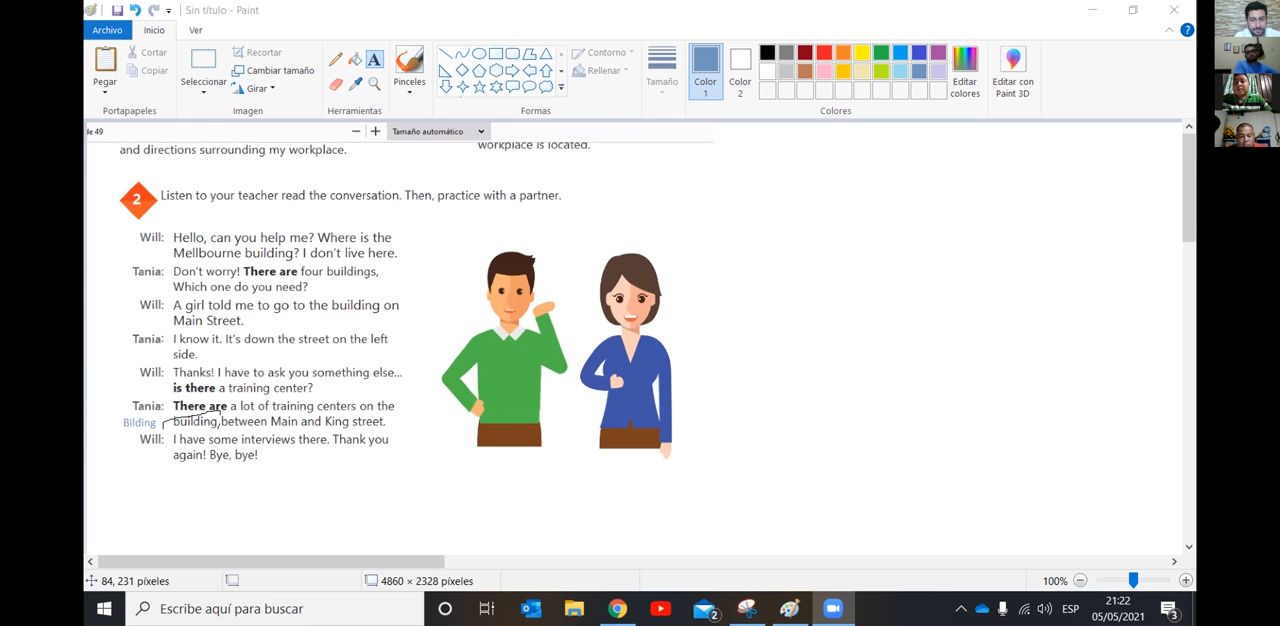 Sin título - Paint
Archivo Inicio Ver
Pegar
Cortar
Copiar
Portapapeles
Seleccionar
Recortar
Cambiar tamaño
Girar
Imagen
A
Herramientas
Pinceles
Contorno
Rellenar
Formas
Tamaño
Color
1
Color
2
Editar
colores
Colores
Editar con
Paint 3D
de 49
Tamaño automático
and directions surrounding my workplace.
workplace is located.
2 Listen to your teacher read the conversation. Then, practice with a partner.
Will: Hello, can you help me? Where is the
Mellbourne building? I don't live here.
Tania: Don't worry! There are four buildings,
Which one do you need?
Will: A girl told me to go to the building on
Main Street.
Tania: I know it. It's down the street on the left
side.
Will: Thanks! I have to ask you something else...
is there a training center?
Tania: There are a lot of training centers on the
Bilding building, between Main and King street.
Will: I have some interviews there. Thank you
again! Bye, bye!
84, 231 píxeles
4860 × 2328 píxeles
100%
Escribe aquí para buscar
2
ESP
21:22
05/05/2021
3